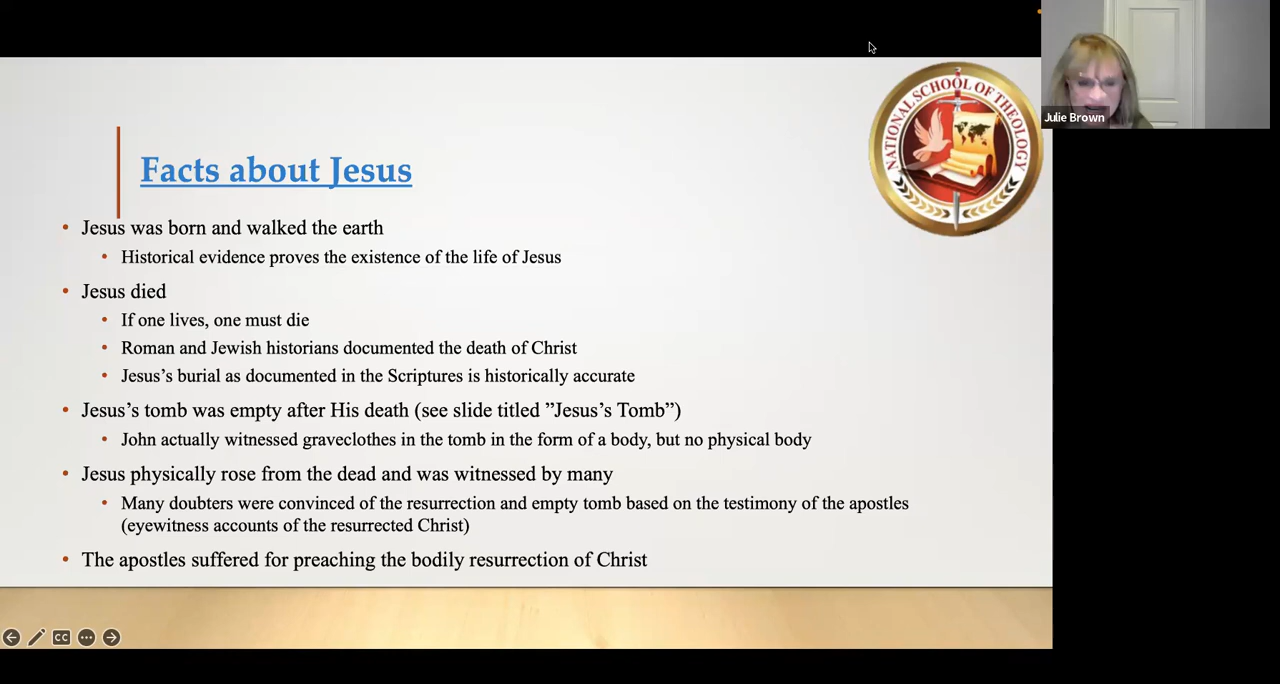 NATIONAL SCHOOL OF THEOLOGY
Julie Brown
Facts about Jesus
• Jesus was born and walked the earth
• Historical evidence proves the existence of the life of Jesus
• Jesus died
• If one lives, one must die
• Roman and Jewish historians documented the death of Christ
• Jesus’s burial as documented in the Scriptures is historically accurate
• Jesus’s tomb was empty after His death (see slide titled ”Jesus’s Tomb”)
• John actually witnessed graveclothes in the tomb in the form of a body, but no physical body
• Jesus physically rose from the dead and was witnessed by many
• Many doubters were convinced of the resurrection and empty tomb based on the testimony of the apostles
(eyewitness accounts of the resurrected Christ)
• The apostles suffered for preaching the bodily resurrection of Christ
CC